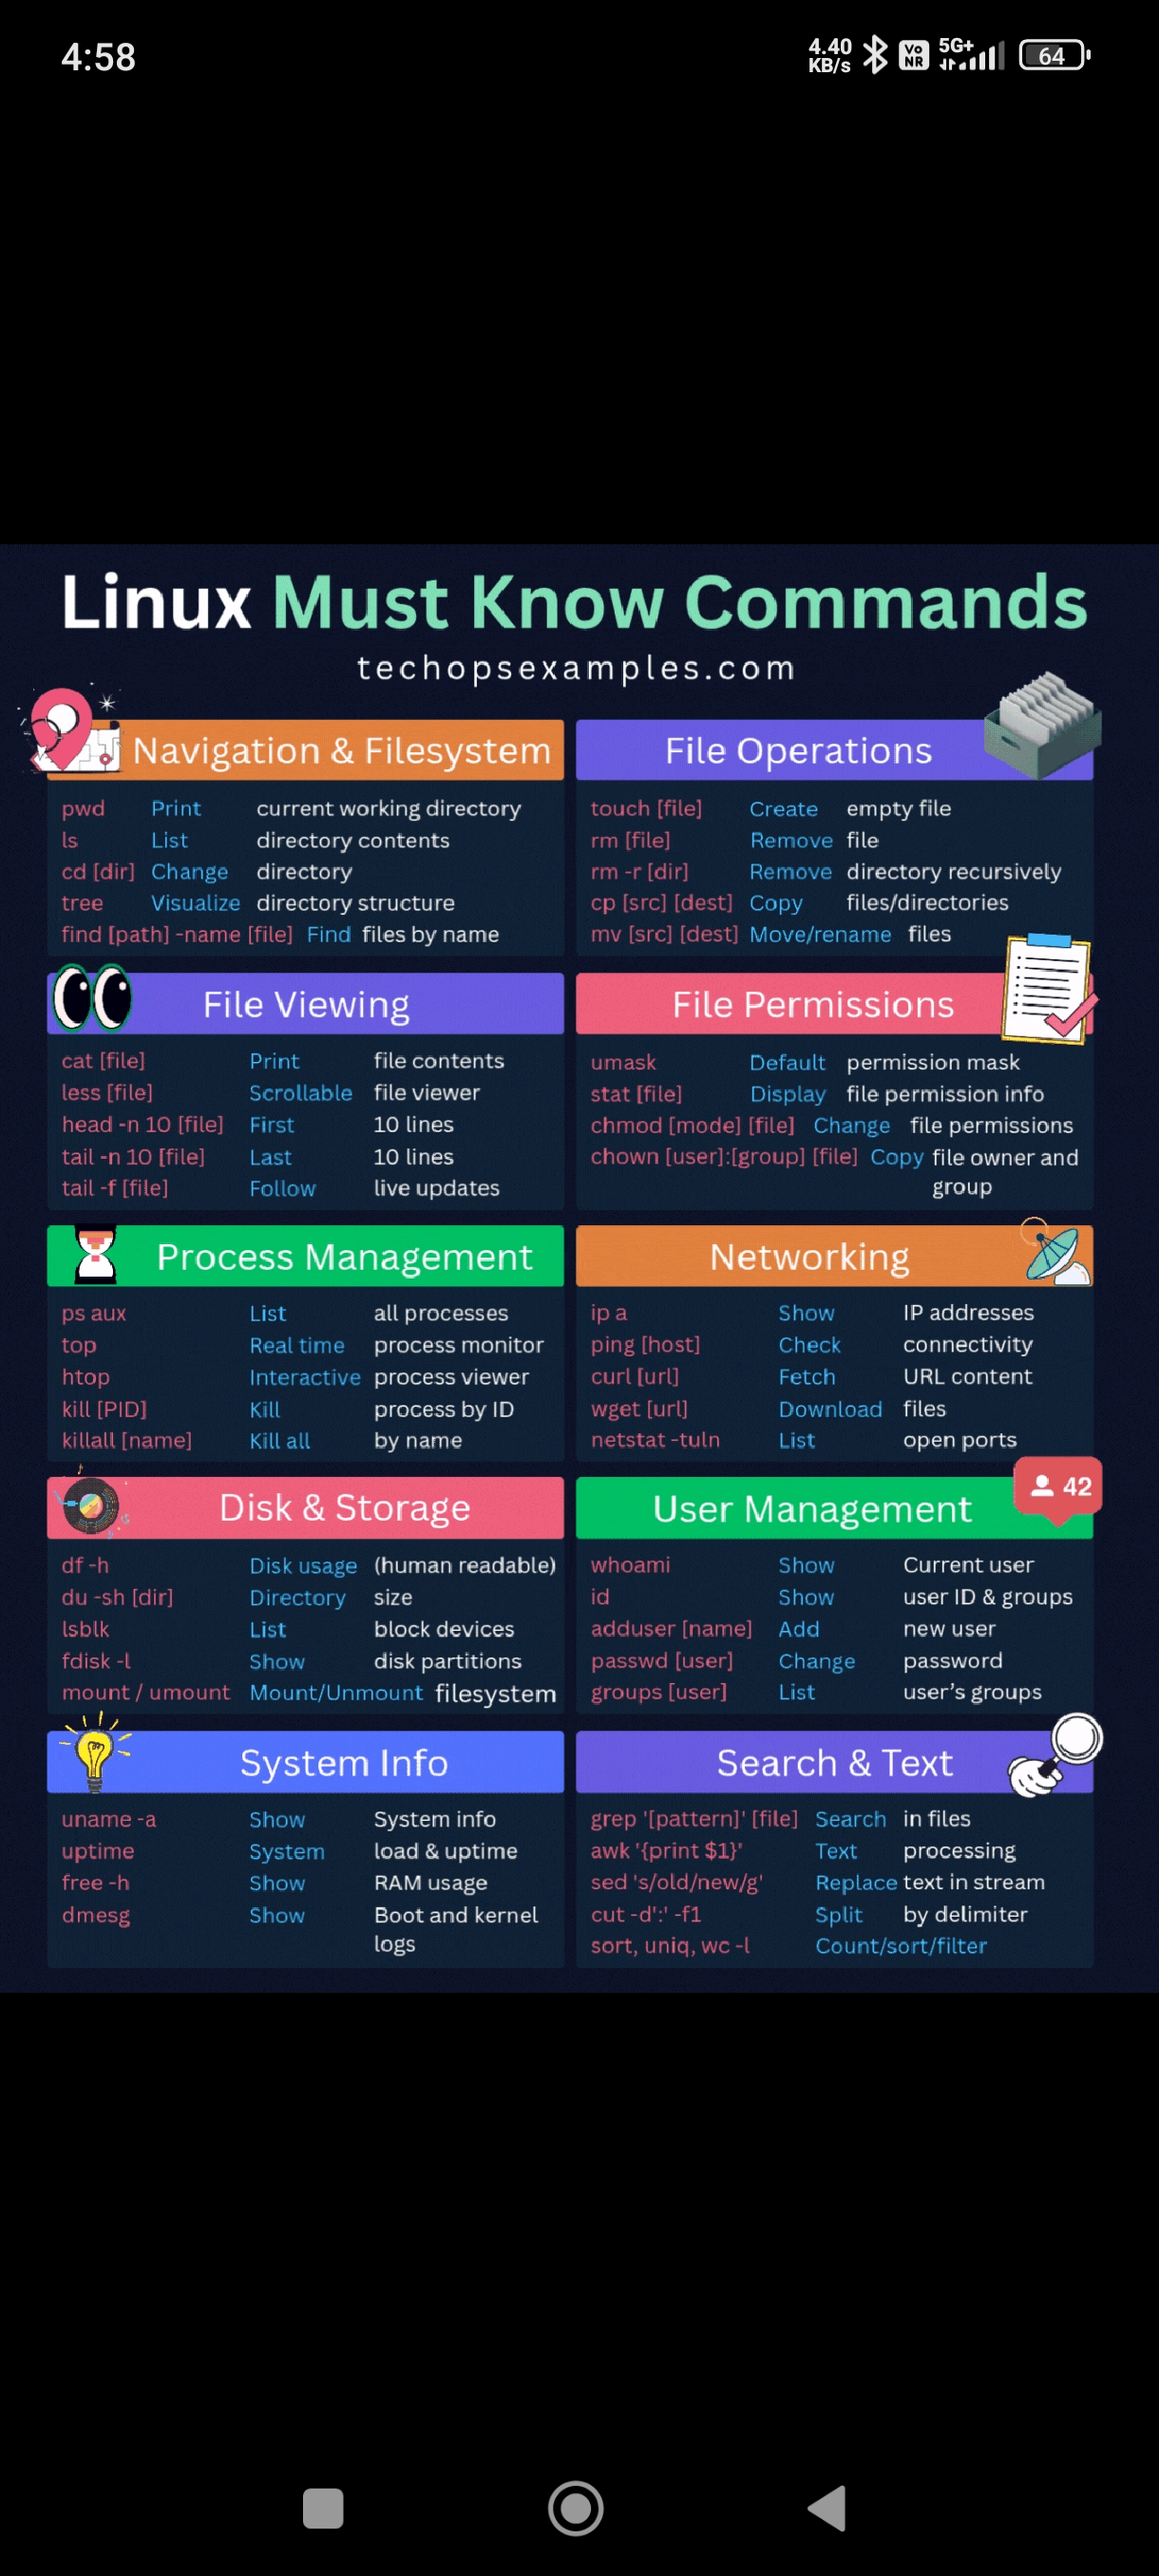 4:58
4.40 KB/s Vo NR 5G+ 64
Linux Must Know Commands
techopsexamples.com
Navigation & Filesystem
pwd Print current working directory
ls List directory contents
cd [dir] Change directory
tree Visualize directory structure
find [path] -name [file] Find files by name
File Operations
touch [file] Create empty file
rm [file] Remove file
rm -r [dir] Remove directory recursively
cp [src] [dest] Copy files/directories
mv [src] [dest] Move/rename files
File Viewing
cat [file] Print file contents
less [file] Scrollable file viewer
head -n 10 [file] First 10 lines
tail -n 10 [file] Last 10 lines
tail -f [file] Follow live updates
File Permissions
umask Default permission mask
stat [file] Display file permission info
chmod [mode] [file] Change file permissions
chown [user]:[group] [file] Copy file owner and
group
Process Management
ps aux List all processes
top Real time process monitor
htop Interactive process viewer
kill [PID] Kill process by ID
killall [name] Kill all by name
Networking
ip a Show IP addresses
ping [host] Check connectivity
curl [url] Fetch URL content
wget [url] Download files
netstat -tuln List open ports
Disk & Storage
df -h Disk usage (human readable)
du -sh [dir] Directory size
lsblk List block devices
fdisk -l Show disk partitions
mount / umount Mount/Unmount filesystem
User Management
42
whoami Show Current user
id Show user ID & groups
adduser [name] Add new user
passwd [user] Change password
groups [user] List user's groups
System Info
uname -a Show System info
uptime System load & uptime
free -h Show RAM usage
dmesg Show Boot and kernel
logs
Search & Text
grep '[pattern]' [file] Search in files
awk '{print $1}' Text processing
sed 's/old/new/g' Replace text in stream
cut -d':' -f1 Split by delimiter
sort, uniq, wc -l Count/sort/filter